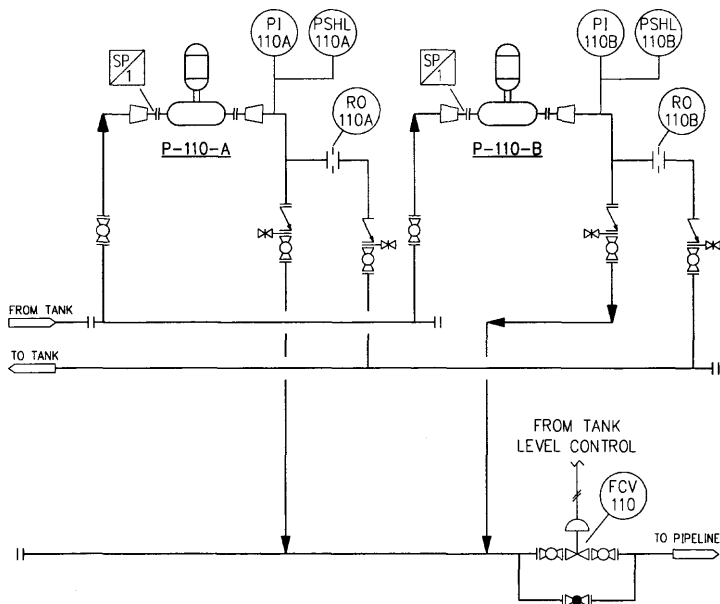 PI
110A
PSHL
110A
PI
110B
PSHL
110B
SP
1
SP
1
RO
110A
RO
110B
P-110-A
P-110-B
FROM TANK
TO TANK
FROM TANK
LEVEL CONTROL
FCV
110
TO PIPELINE